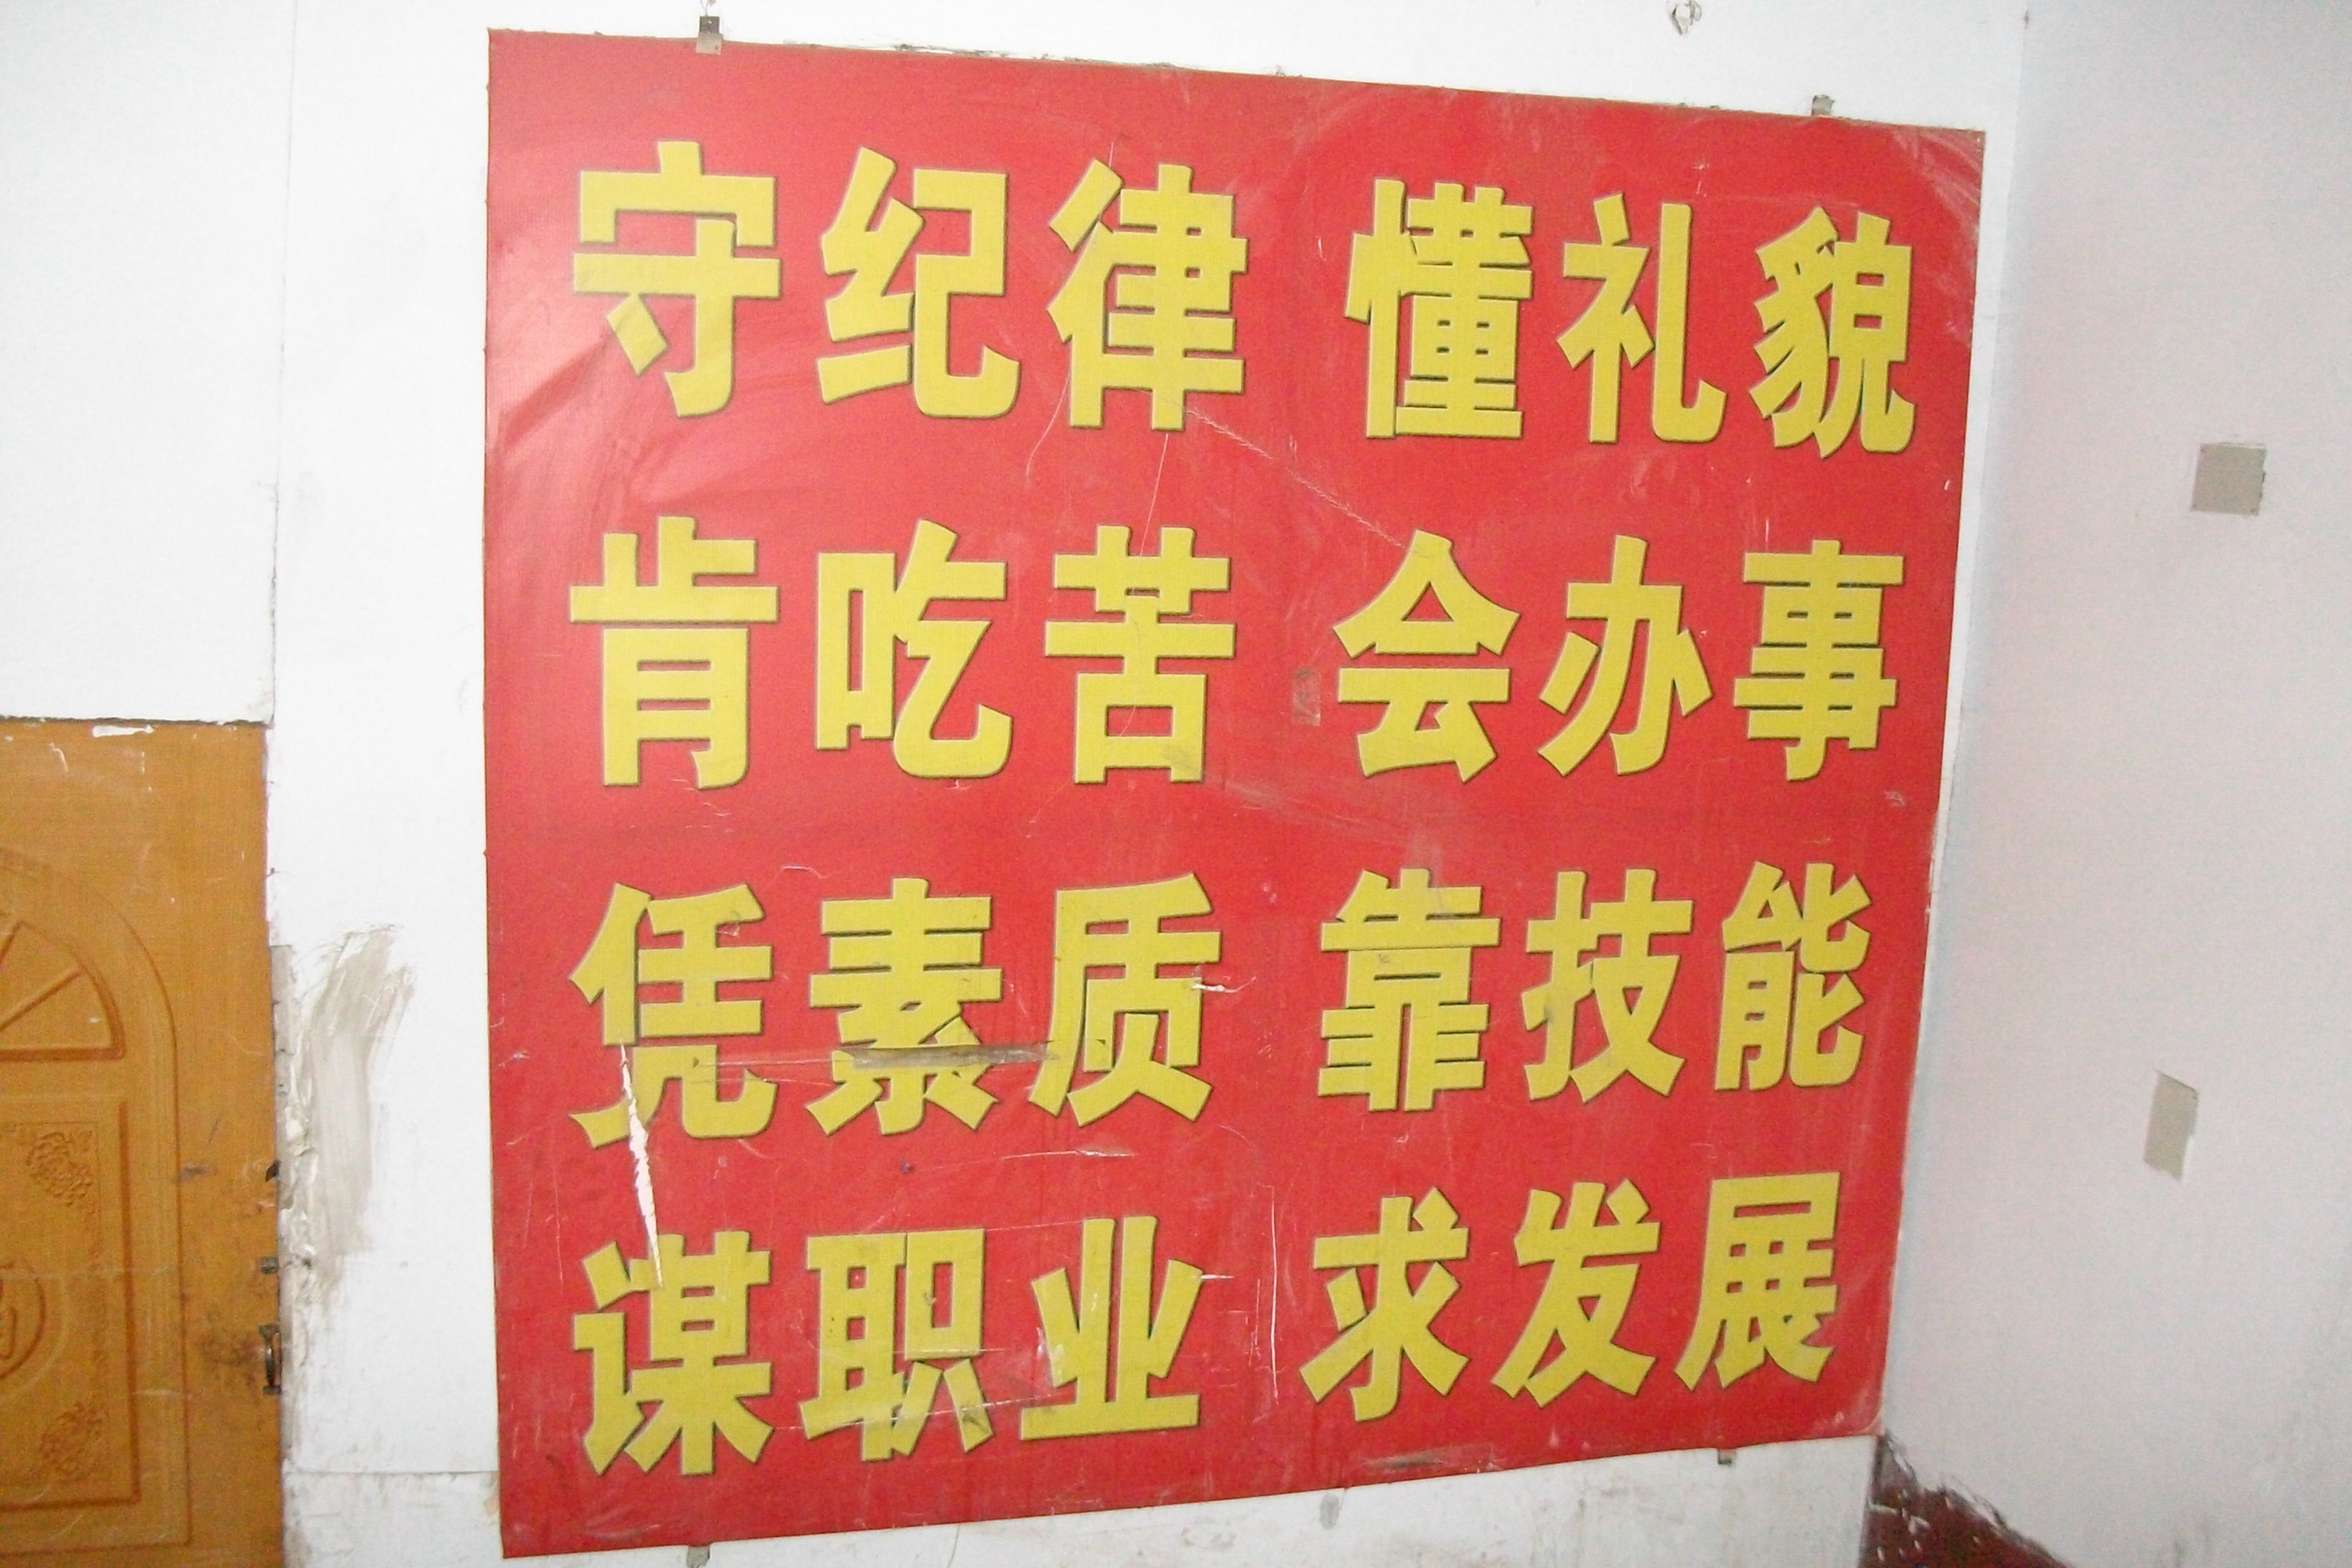 守纪律 懂礼貌
肯吃苦 会办事
凭素质 靠技能
谋职业 求发展